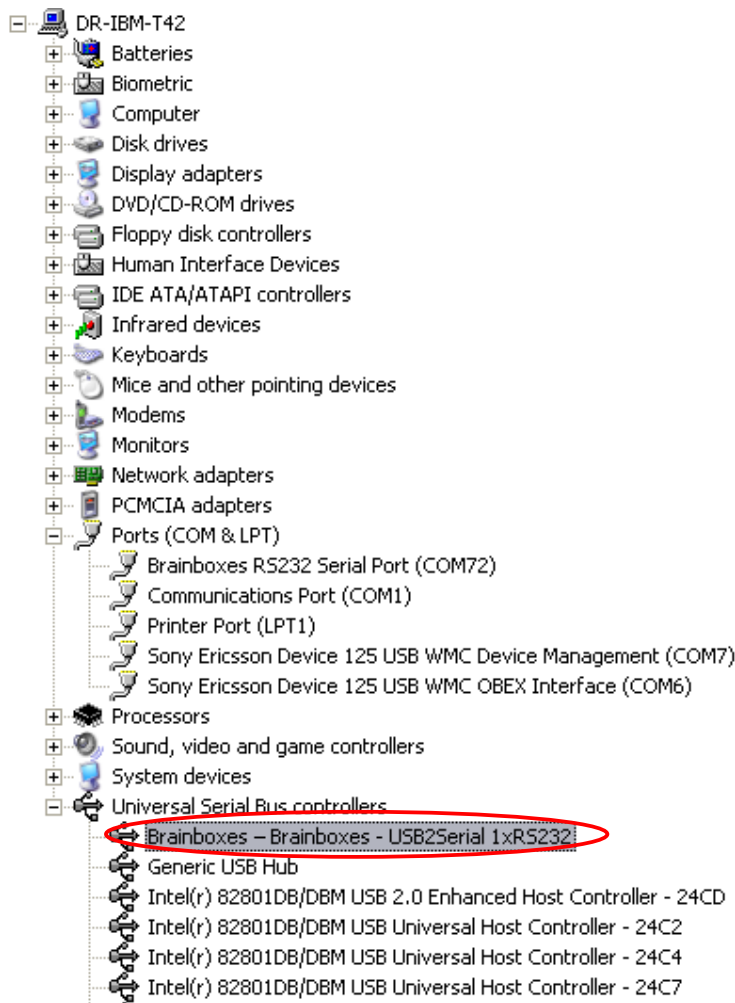 DR-IBM-T42
Batteries
Biometric
Computer
Disk drives
Display adapters
DVD/CD-ROM drives
Floppy disk controllers
Human Interface Devices
IDE ATA/ATAPI controllers
Infrared devices
Keyboards
Mice and other pointing devices
Modems
Monitors
Network adapters
PCMCIA adapters
Ports (COM & LPT)
Brainboxes RS232 Serial Port (COM72)
Communications Port (COM1)
Printer Port (LPT1)
Sony Ericsson Device 125 USB WMC Device Management (COM7)
Sony Ericsson Device 125 USB WMC OBEX Interface (COM6)
Processors
Sound, video and game controllers
System devices
Universal Serial Bus controllers
Brainboxes – Brainboxes - USB2Serial 1xRS232
Generic USB Hub
Intel(r) 82801DB/DBM USB 2.0 Enhanced Host Controller - 24CD
Intel(r) 82801DB/DBM USB Universal Host Controller - 24C2
Intel(r) 82801DB/DBM USB Universal Host Controller - 24C4
Intel(r) 82801DB/DBM USB Universal Host Controller - 24C7